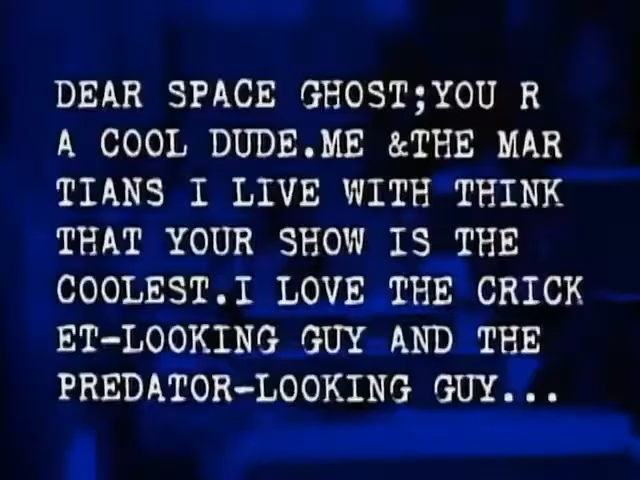 DEAR SPACE GHOST;YOU R
A COOL DUDE.ME &THE MAR
TIANS I LIVE WITH THINK
THAT YOUR SHOW IS THE
COOLEST.I LOVE THE CRICK
ET-LOOKING GUY AND THE
PREDATOR-LOOKING GUY...